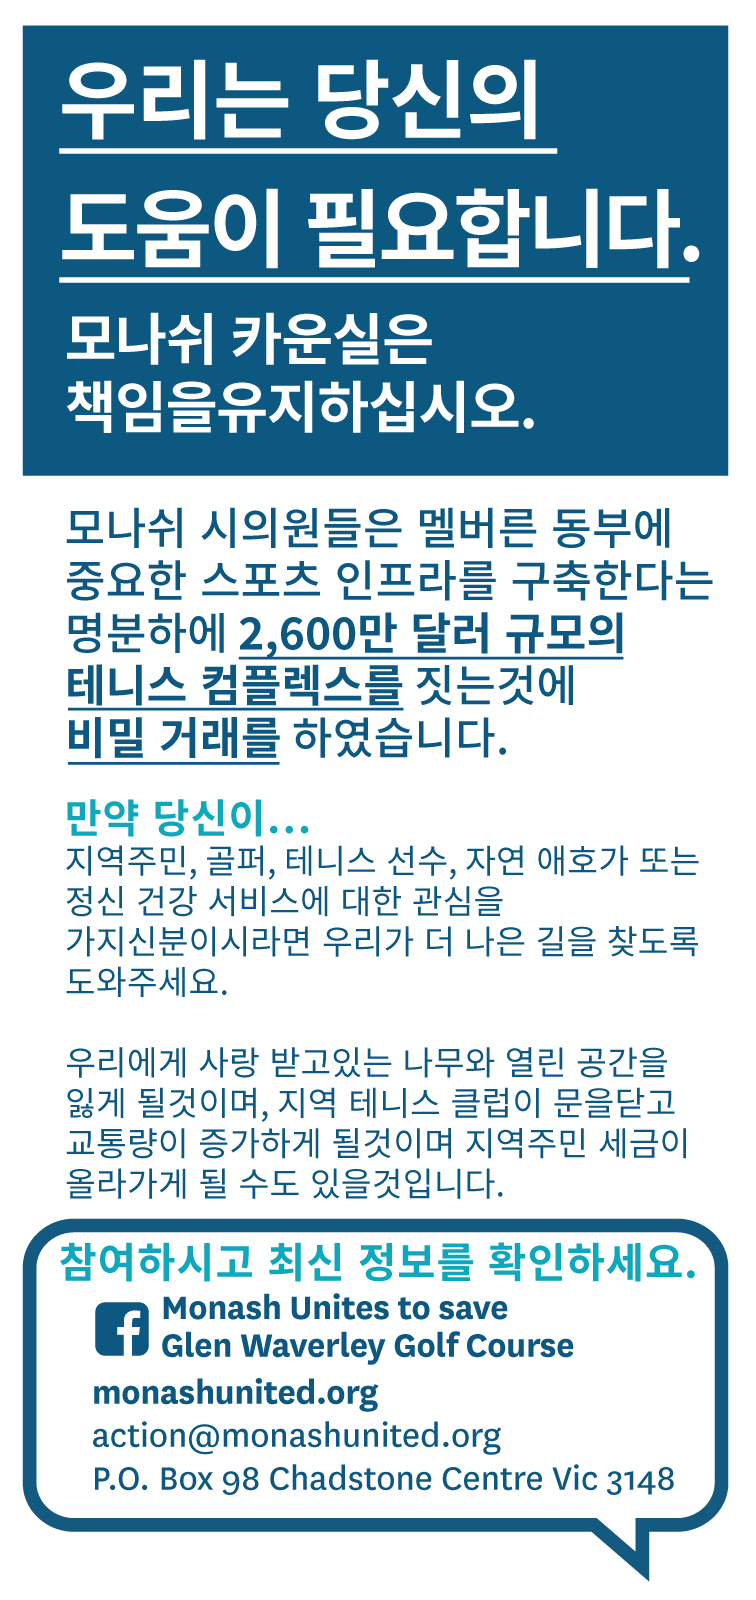 우리는 당신의
도움이 필요합니다.
모나쉬 카운실은
책임을유지하십시오.
모나쉬 시의원들은 멜버른 동부에
중요한 스포츠 인프라를 구축한다는
명분하에 2,600만 달러 규모의
테니스 컴플렉스를 짓는것에
비밀 거래를 하였습니다.
만약 당신이...
지역주민, 골퍼, 테니스 선수, 자연 애호가 또는
정신 건강 서비스에 대한 관심을
가지신분이시라면 우리가 더 나은 길을 찾도록
도와주세요.
우리에게 사랑 받고있는 나무와 열린 공간을
잃게 될것이며, 지역 테니스 클럽이 문을닫고
교통량이 증가하게 될것이며 지역주민 세금이
올라가게 될 수도 있을것입니다.
참여하시고 최신 정보를 확인하세요.
Monash Unites to save
Glen Waverley Golf Course
monashunited.org
action@monashunited.org
P.O. Box 98 Chadstone Centre Vic 3148